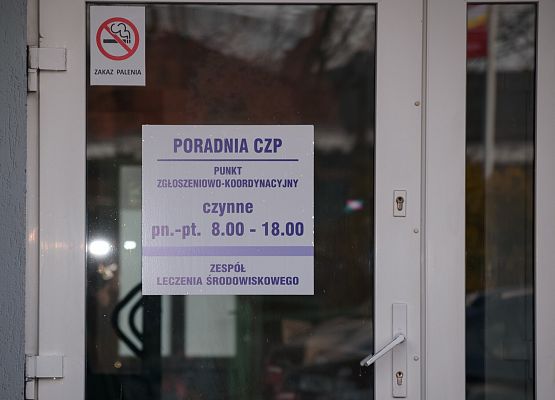 ZAKAZ PALENIA
PORADNIA CZP
PUNKT
ZGŁOSZENIOWO-KOORDYNACYJNY
czynne
pn.-pt. 8.00 - 18.00
ZESPÓŁ
LECZENIA ŚRODOWISKOWEGO